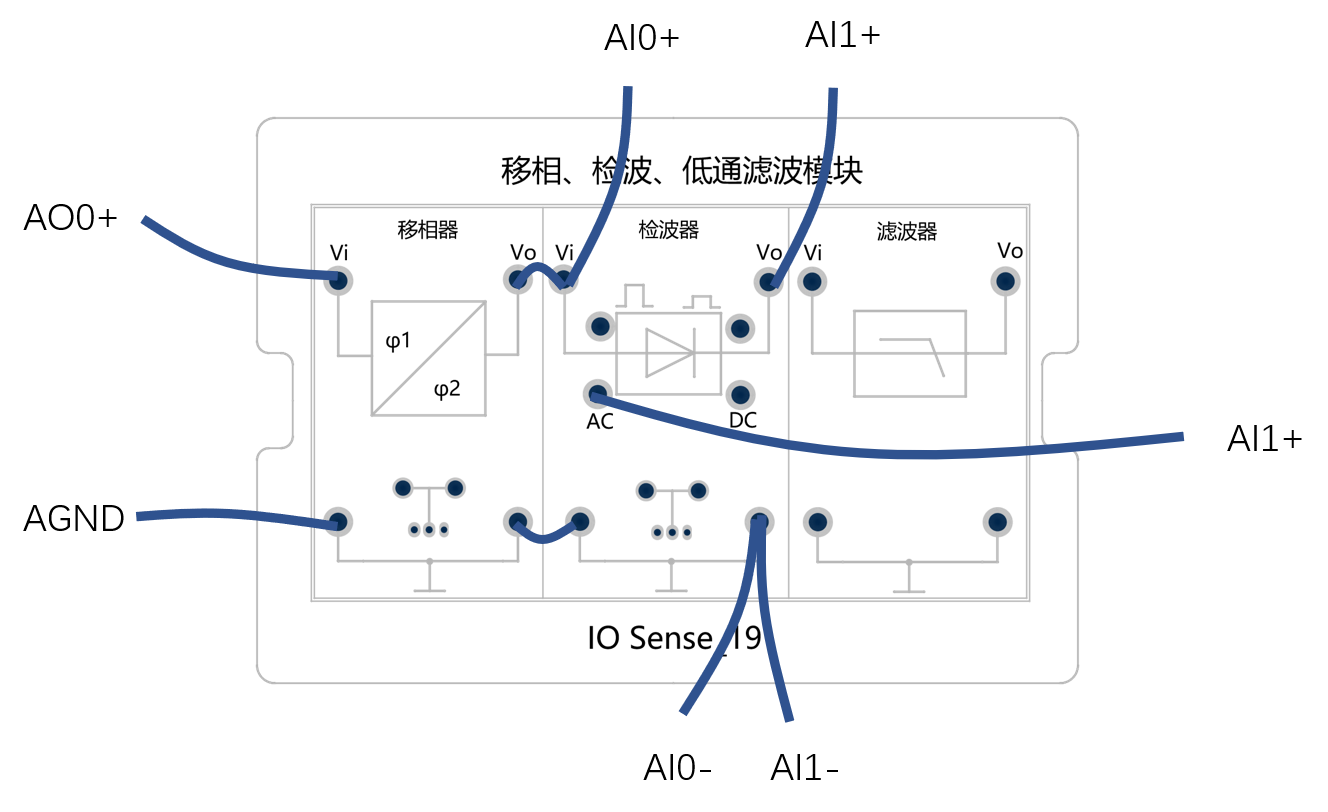 AI0+
AI1+
移相、检波、低通滤波模块
AO0+
移相器
检波器
滤波器
Vi
Vo
Vi
Vo
Vi
Vo
φ1
φ2
AC
DC
AI1+
AGND
IO Sense_19
AI0-
AI1-